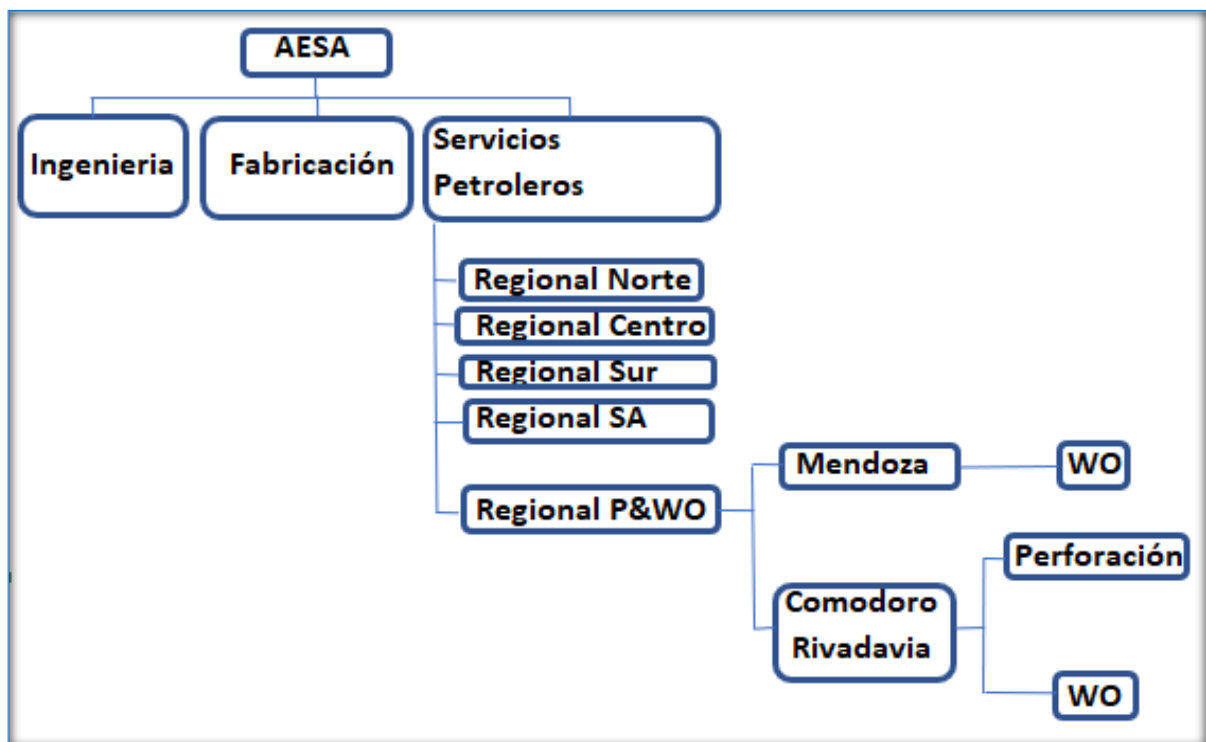 AESA
Ingenieria
Fabricación
Servicios
Petroleros
Regional Norte
Regional Centro
Regional Sur
Regional SA
Regional P&WO
Mendoza
WO
Comodoro
Rivadavia
Perforación
WO